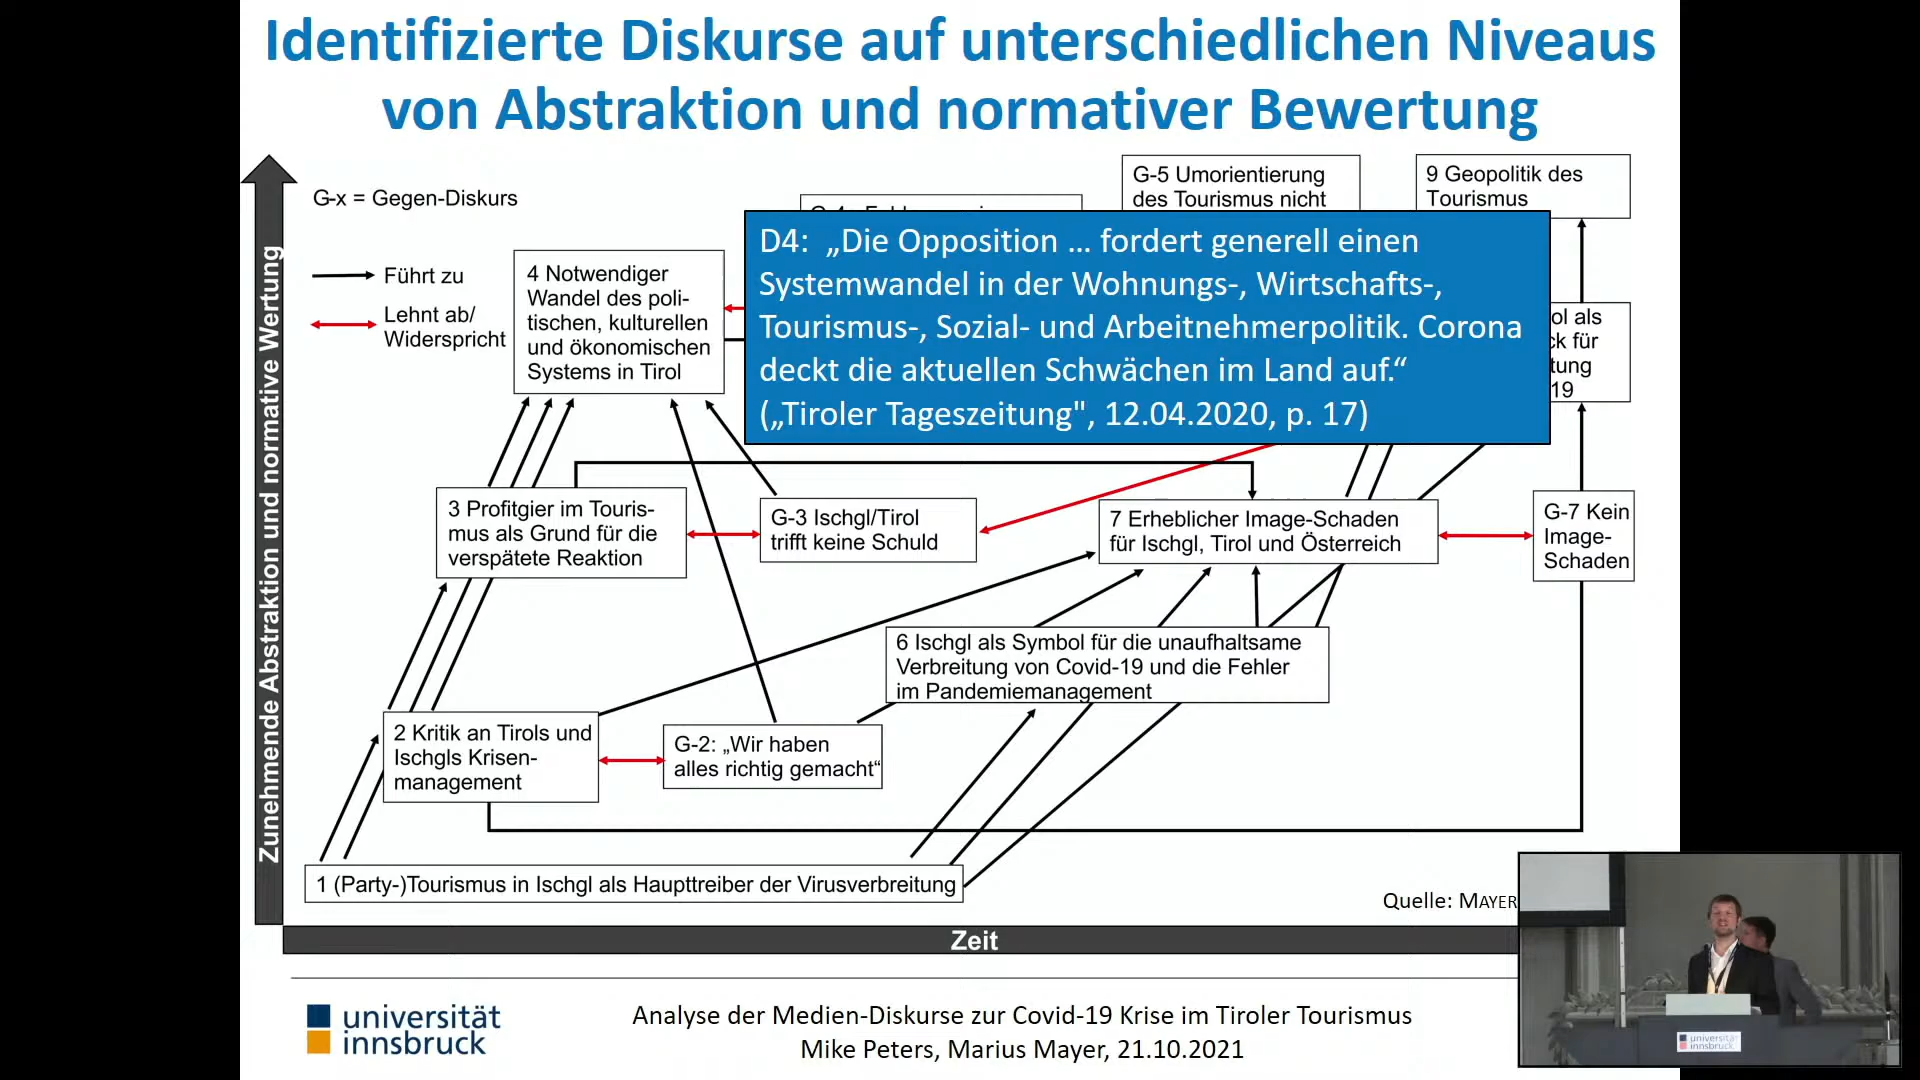 Identifizierte Diskurse auf unterschiedlichen Niveaus
von Abstraktion und normativer Bewertung
Zunehmende Abstraktion und normative Wertung
G-x = Gegen-Diskurs
Führt zu
Lehnt ab/
Widerspricht
4 Notwendiger
Wandel des poli-
tischen, kulturellen
und ökonomischen
Systems in Tirol
G-5 Umorientierung
des Tourismus nicht
9 Geopolitik des
Tourismus
D4: „Die Opposition … fordert generell einen
Systemwandel in der Wohnungs-, Wirtschafts-,
Tourismus-, Sozial- und Arbeitnehmerpolitik. Corona
deckt die aktuellen Schwächen im Land auf.“
(„Tiroler Tageszeitung", 12.04.2020, p. 17)
ol als
ck für
tung
19
3 Profitgier im Touris-
mus als Grund für die
verspätete Reaktion
G-3 Ischgl/Tirol
trifft keine Schuld
7 Erheblicher Image-Schaden
für Ischgl, Tirol und Österreich
G-7 Kein
Image-
Schaden
6 Ischgl als Symbol für die unaufhaltsame
Verbreitung von Covid-19 und die Fehler
im Pandemiemanagement
2 Kritik an Tirols und
Ischgls Krisen-
management
G-2: „Wir haben
alles richtig gemacht“
1 (Party-)Tourismus in Ischgl als Haupttreiber der Virusverbreitung
Quelle: MAYER
Zeit
universität
innsbruck
Analyse der Medien-Diskurse zur Covid-19 Krise im Tiroler Tourismus
Mike Peters, Marius Mayer, 21.10.2021
universität
innsbruck